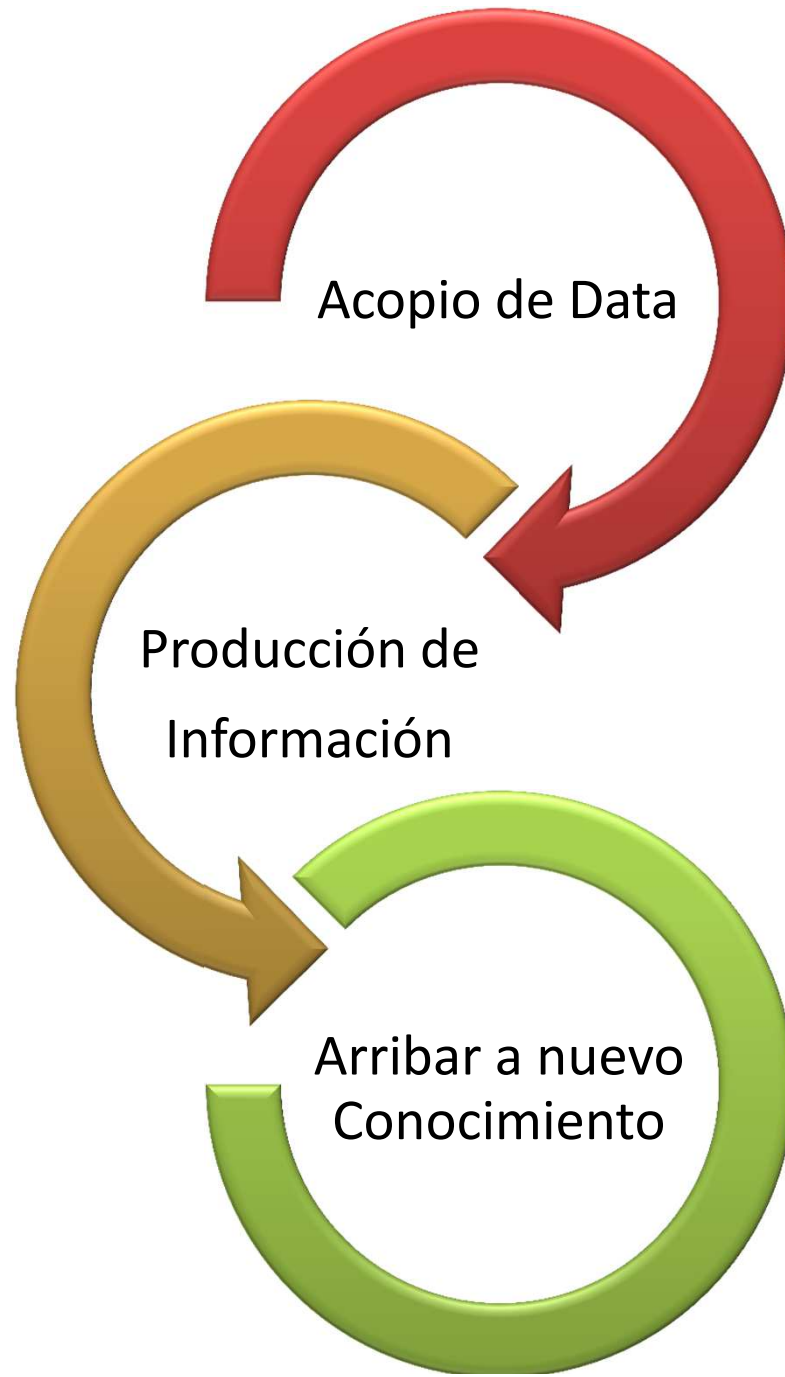 Acopio de Data
Producción de
Información
Arribar a nuevo
Conocimiento